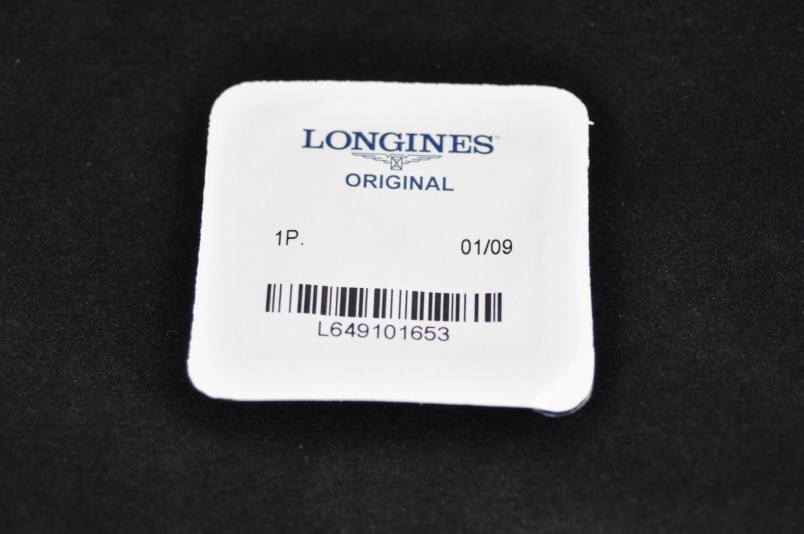 LONGINES
ORIGINAL
1P.
01/09
L649101653